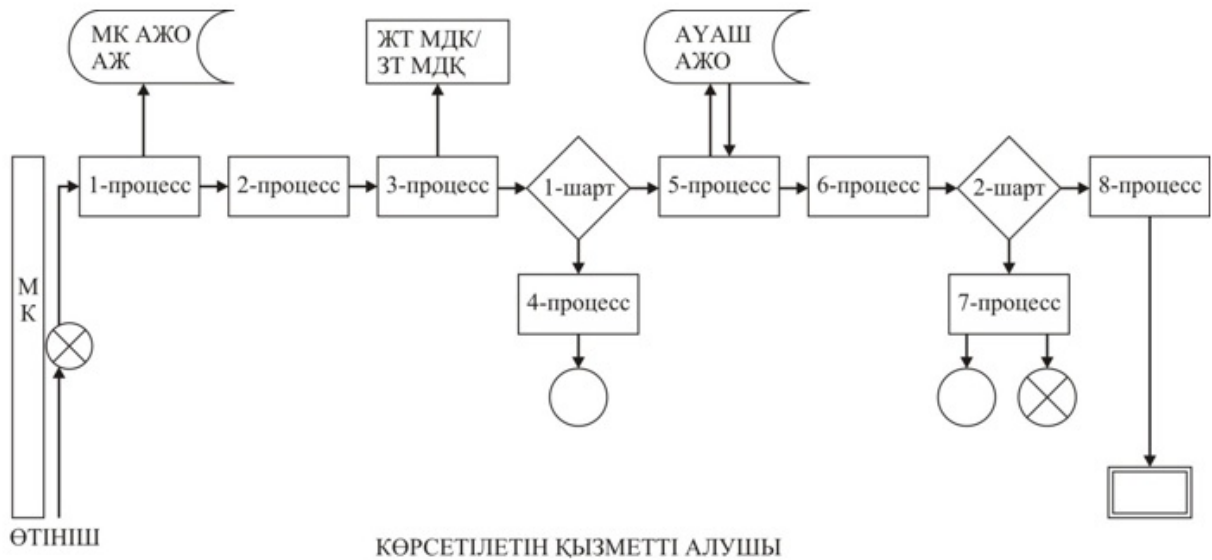 МК АЖО
АЖ
ЖТ МДК/
ЗТ МДҚ
АҮАШ
АЖО
1-процесс
2-процесс
3-процесс
1-шарт
5-процесс
6-процесс
2-шарт
8-процесс
М
К
4-процесс
7-процесс
ӨТІНІШ
КӨРСЕТІЛЕТІН ҚЫЗМЕТТІ АЛУШЫ